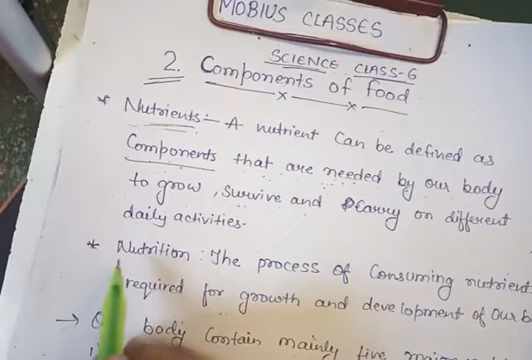 MOBIUS CLASSES
SCIENCE CLASS-6
2. Components of food
* Nutrients :- A nutrient can be defined as
Components that are needed by our body
to grow, survive and carry on different
daily activities.
* Nutrition : The process of Consuming nutrient
required for growth and development of our b
→ body Contain mainly five